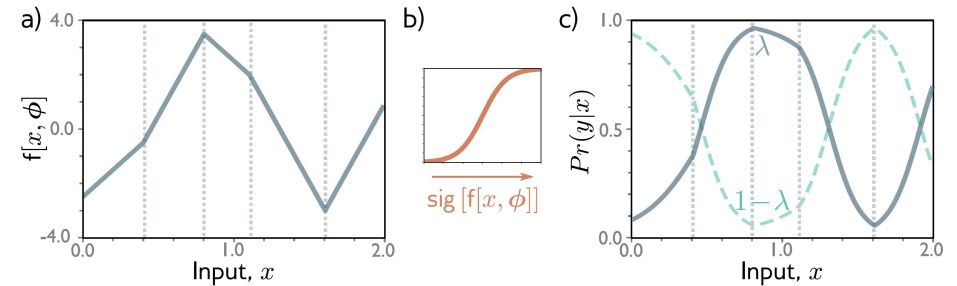 a)
4.0
f[x, ϕ]
0.0
-4.0
0.0
1.0
2.0
Input, x
b)
sig [f[x, ϕ]]
c)
1.0
Pr(y|x)
0.5
0.0
λ
1−λ
0.0
1.0
2.0
Input, x